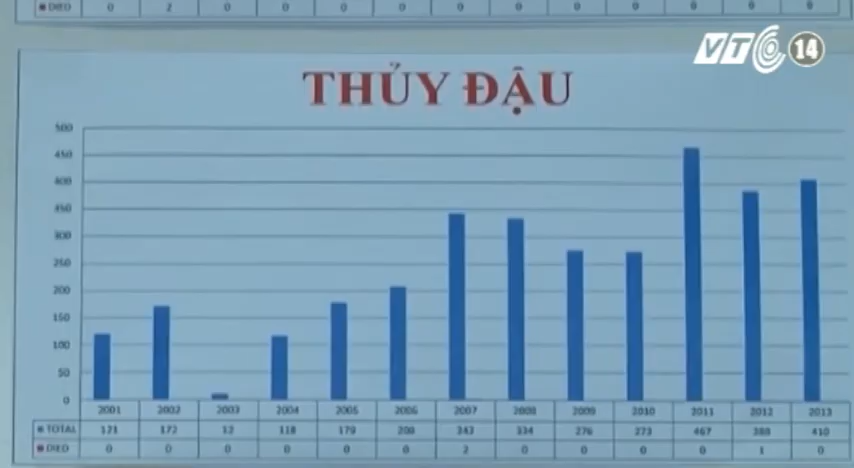 DIED 0 2 0 0 0 0 0 0 0 0 0 0 0
VTC 14
THỦY ĐẬU
500
450
400
350
300
250
200
150
100
50
0
2001 2002 2003 2004 2005 2006 2007 2008 2009 2010 2011 2012 2013
TOTAL 121 172 12 118 179 208 343 334 276 273 467 388 410
DIED 0 0 0 0 0 0 2 0 0 0 0 1 0